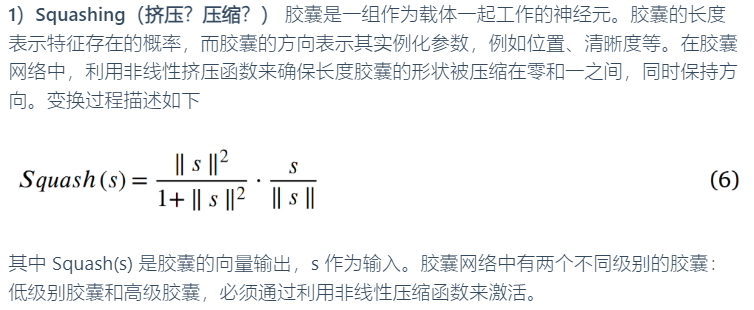 1）Squashing（挤压？压缩？） 胶囊是一组作为载体一起工作的神经元。胶囊的长度
表示特征存在的概率，而胶囊的方向表示其实例化参数，例如位置、清晰度等。在胶囊
网络中，利用非线性挤压函数来确保长度胶囊的形状被压缩在零和一之间，同时保持方
向。变换过程描述如下
Squash(s) = \frac{‖ s ‖^2}{1+ ‖ s ‖^2} · \frac{s}{‖ s ‖} (6)
其中 Squash(s) 是胶囊的向量输出，s 作为输入。胶囊网络中有两个不同级别的胶囊：
低级别胶囊和高级胶囊，必须通过利用非线性压缩函数来激活。